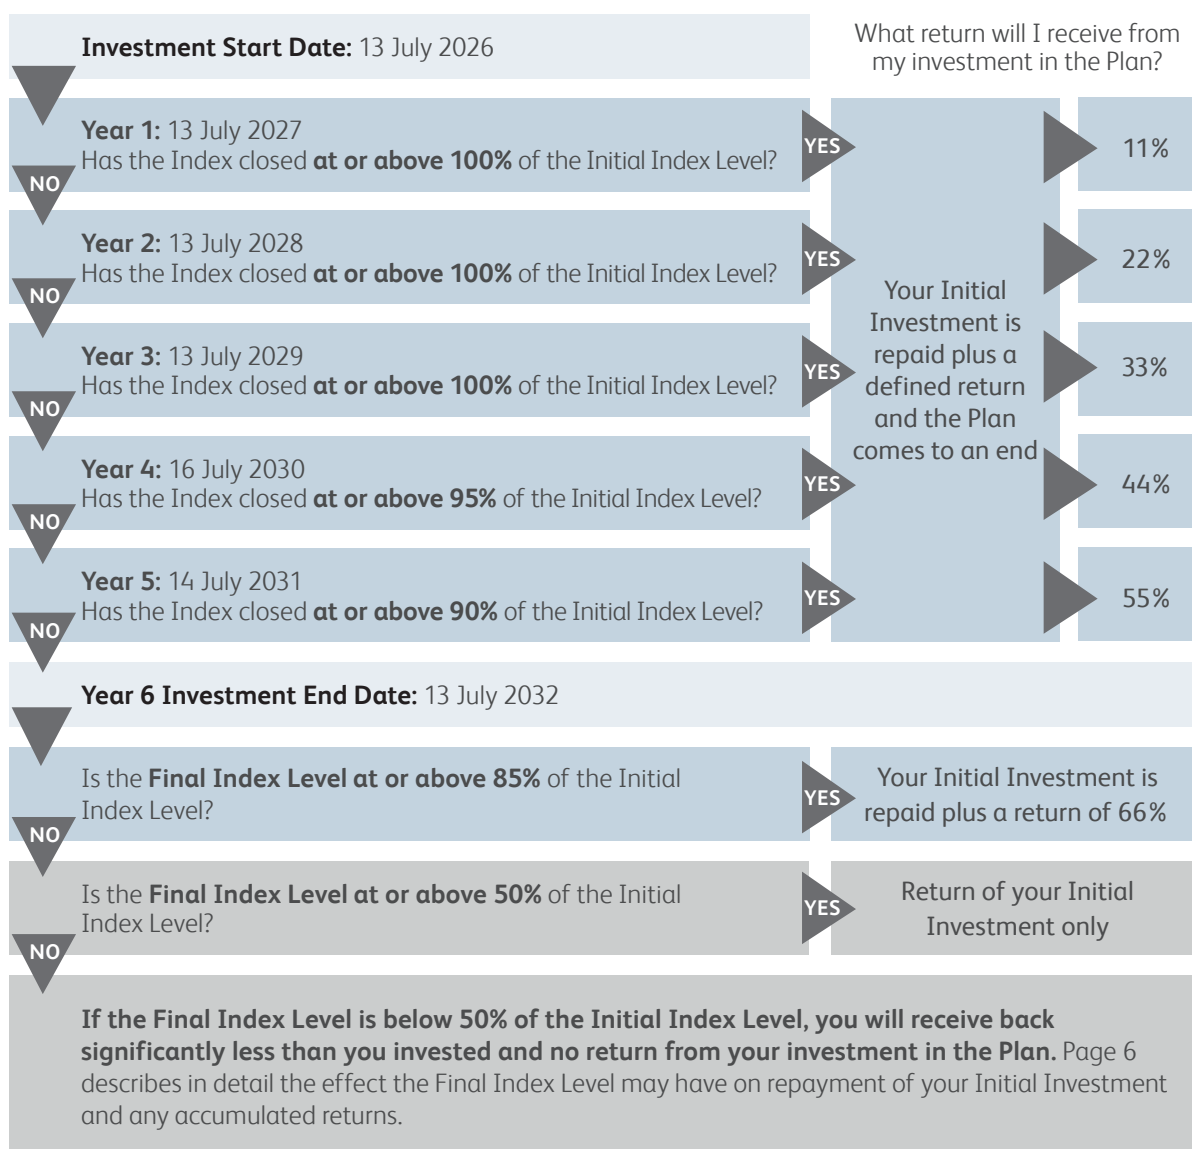 Investment Start Date: 13 July 2026
What return will I receive from
my investment in the Plan?
Year 1: 13 July 2027
Has the Index closed at or above 100% of the Initial Index Level?
YES
11%
NO
Year 2: 13 July 2028
Has the Index closed at or above 100% of the Initial Index Level?
YES
22%
NO
Year 3: 13 July 2029
Has the Index closed at or above 100% of the Initial Index Level?
YES
33%
NO
Year 4: 16 July 2030
Has the Index closed at or above 95% of the Initial Index Level?
YES
44%
NO
Year 5: 14 July 2031
Has the Index closed at or above 90% of the Initial Index Level?
YES
55%
NO
Your Initial
Investment is
repaid plus a
defined return
and the Plan
comes to an end
Year 6 Investment End Date: 13 July 2032
Is the Final Index Level at or above 85% of the Initial
Index Level?
YES
Your Initial Investment is
repaid plus a return of 66%
NO
Is the Final Index Level at or above 50% of the Initial
Index Level?
YES
Return of your Initial
Investment only
NO
If the Final Index Level is below 50% of the Initial Index Level, you will receive back
significantly less than you invested and no return from your investment in the Plan. Page 6
describes in detail the effect the Final Index Level may have on repayment of your Initial Investment
and any accumulated returns.